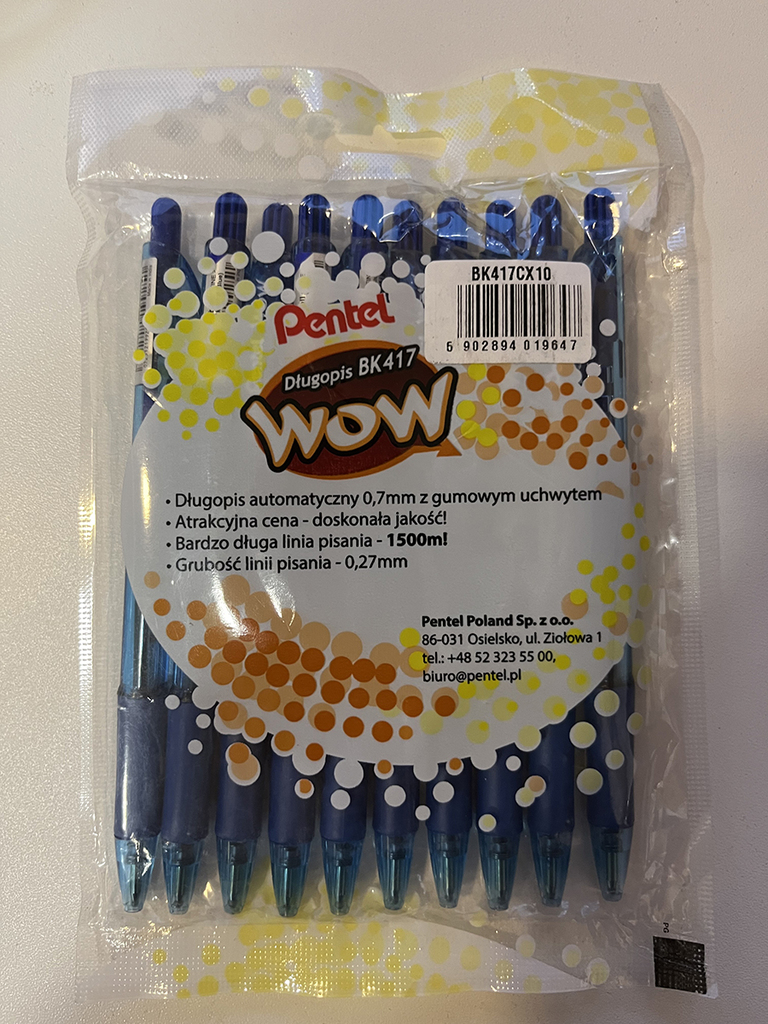 BK417CX10
5 902894 019647
Pentel
Długopis BK417
WOW
• Długopis automatyczny 0,7mm z gumowym uchwytem
• Atrakcyjna cena - doskonała jakość!
• Bardzo długa linia pisania - 1500m!
• Grubość linii pisania - 0,27mm
Pentel Poland Sp. z o.o.
86-031 Osielsko, ul. Ziołowa 1
tel.: +48 52 323 55 00,
biuro@pentel.pl
PG